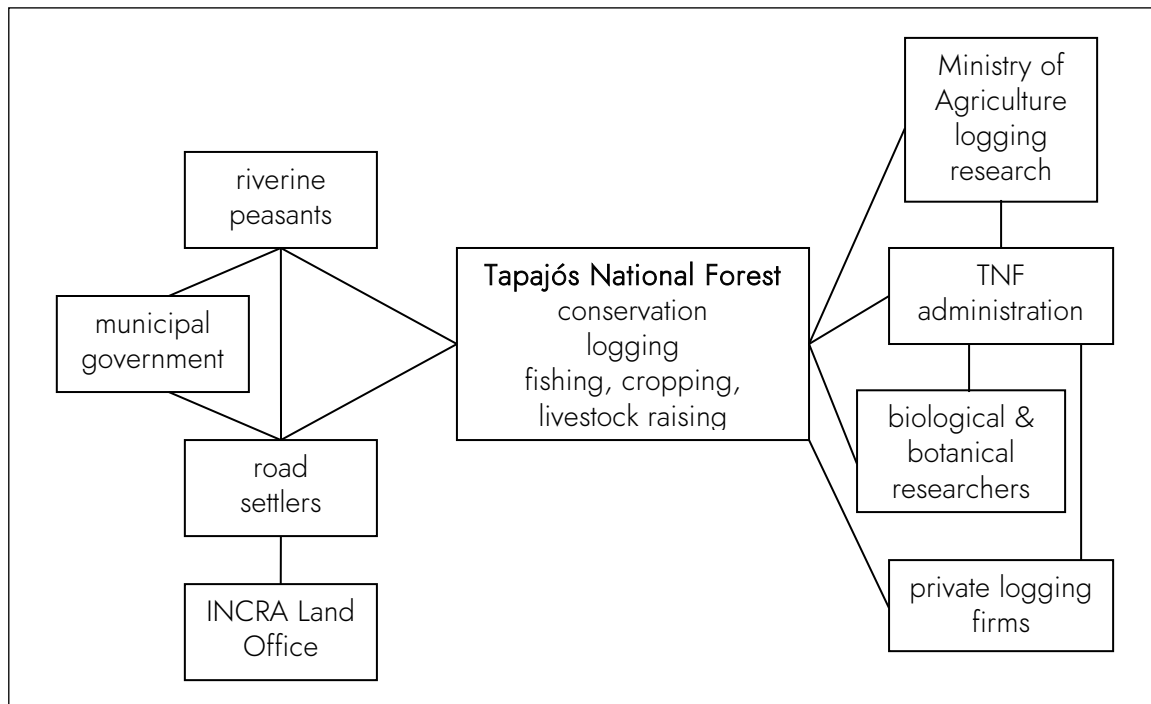 riverine
peasants
municipal
government
road
settlers
INCRA Land
Office
Tapajós National Forest
conservation
logging
fishing, cropping,
livestock raising
Ministry of
Agriculture
logging
research
TNF
administration
biological &
botanical
researchers
private logging
firms